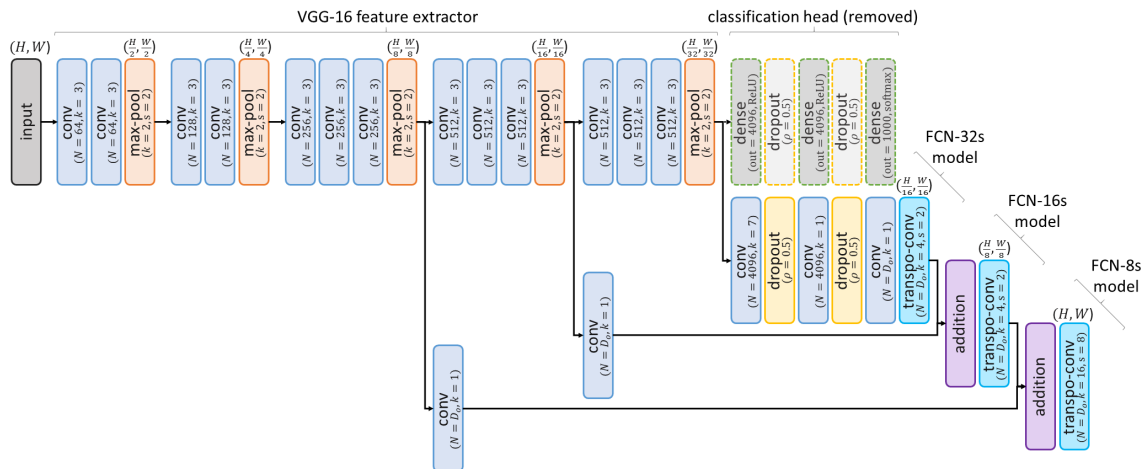 VGG-16 feature extractor
classification head (removed)
(H, W)
(H/2, W/2)
(H/4, W/4)
(H/8, W/8)
(H/16, W/16)
(H/32, W/32)
input
conv
(N = 64, k = 3)
conv
(N = 64, k = 3)
max-pool
(k = 2, s = 2)
conv
(N = 128, k = 3)
conv
(N = 128, k = 3)
max-pool
(k = 2, s = 2)
conv
(N = 256, k = 3)
conv
(N = 256, k = 3)
conv
(N = 256, k = 3)
max-pool
(k = 2, s = 2)
conv
(N = 512, k = 3)
conv
(N = 512, k = 3)
conv
(N = 512, k = 3)
max-pool
(k = 2, s = 2)
conv
(N = 512, k = 3)
conv
(N = 512, k = 3)
conv
(N = 512, k = 3)
max-pool
(k = 2, s = 2)
dense
(out = 4096, ReLU)
dropout
(ρ = 0.5)
dense
(out = 4096, ReLU)
dropout
(ρ = 0.5)
dense
(out = 1000, softmax)
FCN-32s
model
(H/16, W/16)
conv
(N = 4096, k = 7)
dropout
(ρ = 0.5)
conv
(N = 4096, k = 1)
dropout
(ρ = 0.5)
conv
(N = Dₒ, k = 1)
transpo-conv
(N = Dₒ, k = 4, s = 2)
FCN-16s
model
(H/8, W/8)
conv
(N = Dₒ, k = 1)
addition
transpo-conv
(N = Dₒ, k = 4, s = 2)
FCN-8s
model
(H, W)
conv
(N = Dₒ, k = 1)
addition
transpo-conv
(N = Dₒ, k = 16, s = 8)